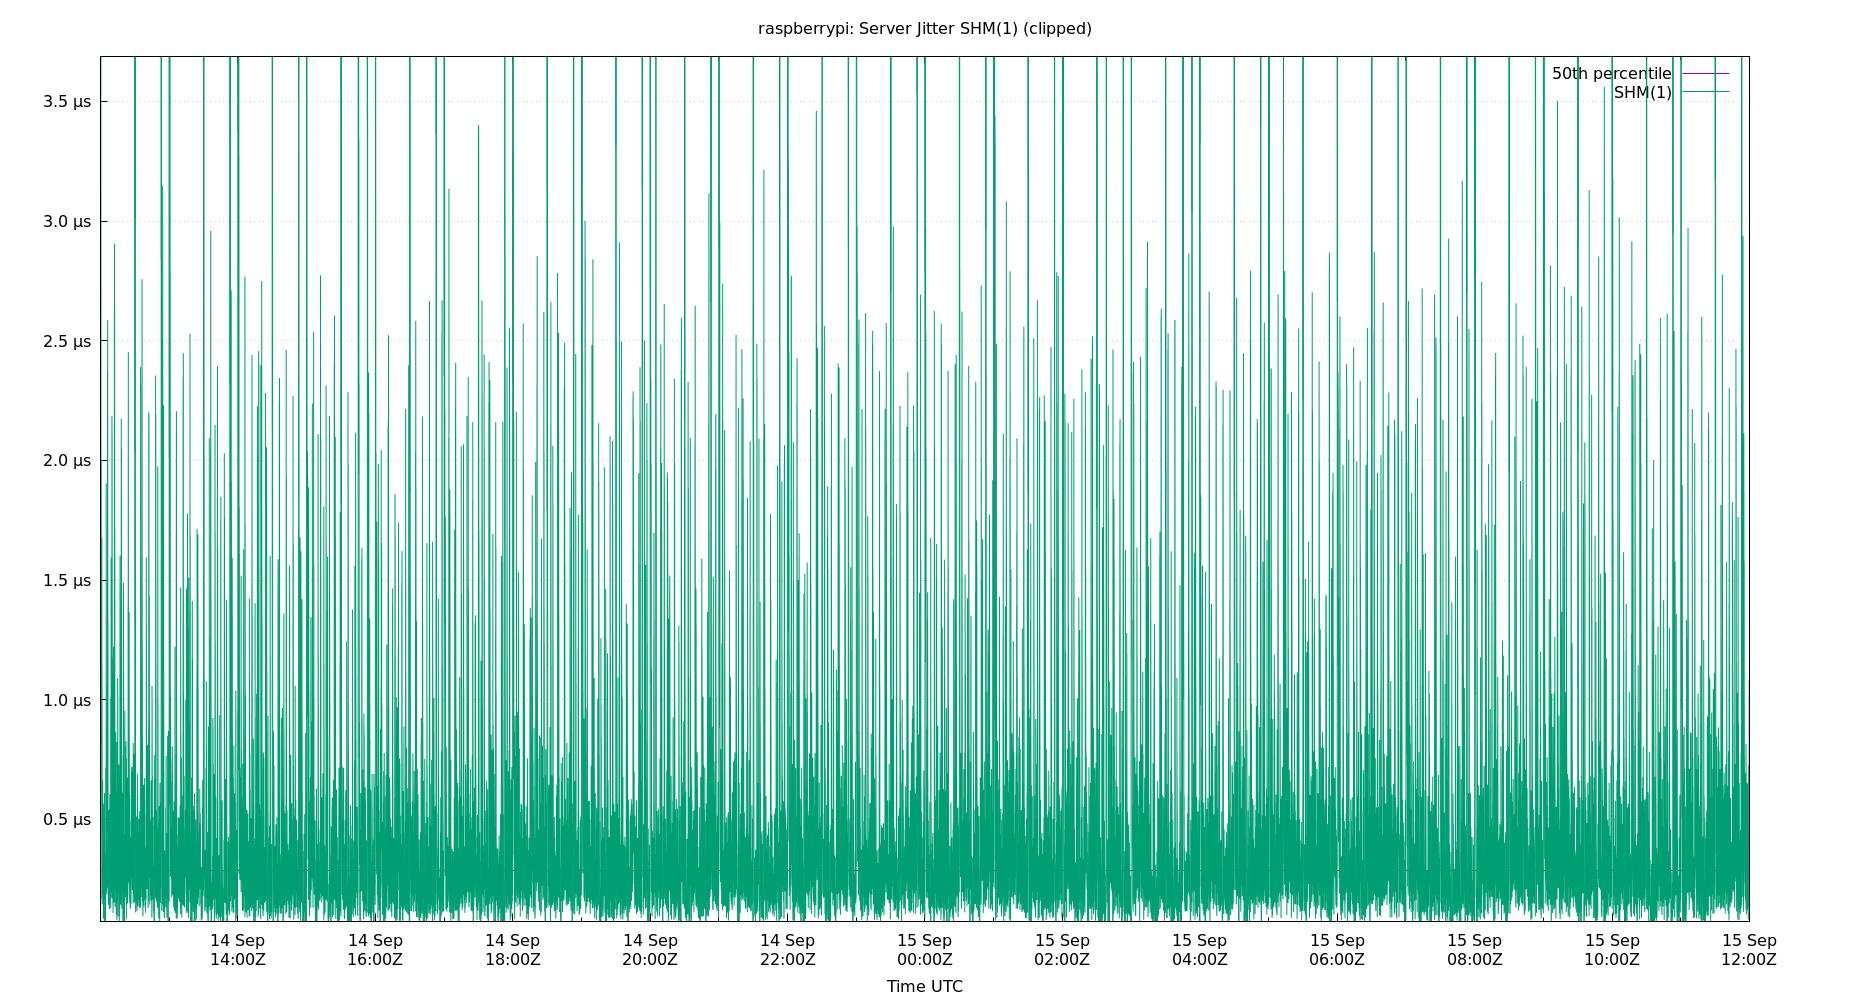 raspberrypi: Server Jitter SHM(1) (clipped)
50th percentile
SHM(1)
3.5 µs
3.0 µs
2.5 µs
2.0 µs
1.5 µs
1.0 µs
0.5 µs
14 Sep 14 Sep 14 Sep 14 Sep 14 Sep 15 Sep 15 Sep 15 Sep 15 Sep 15 Sep 15 Sep 15 Sep
14:00Z 16:00Z 18:00Z 20:00Z 22:00Z 00:00Z 02:00Z 04:00Z 06:00Z 08:00Z 10:00Z 12:00Z
Time UTC